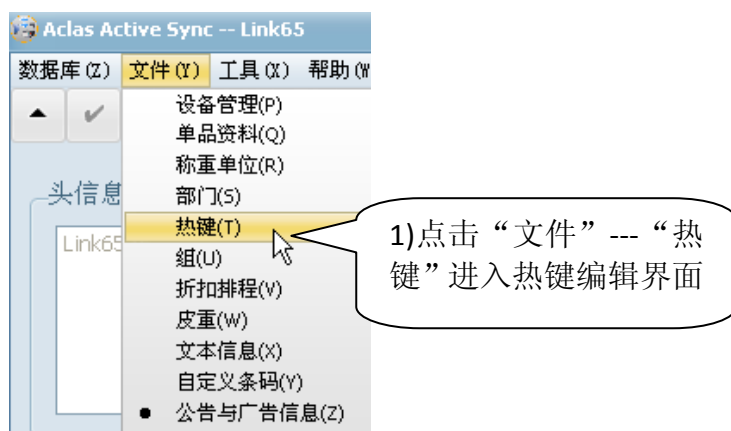 Aclas Active Sync -- Link65
数据库(Z) 文件(Y) 工具(X) 帮助(W
设备管理(P)
单品资料(Q)
称重单位(R)
头信息
部门(S)
热键(T)
Link65
组(U)
折扣排程(V)
皮重(W)
文本信息(X)
自定义条码(Y)
公告与广告信息(Z)
1)点击“文件”---“热
键”进入热键编辑界面